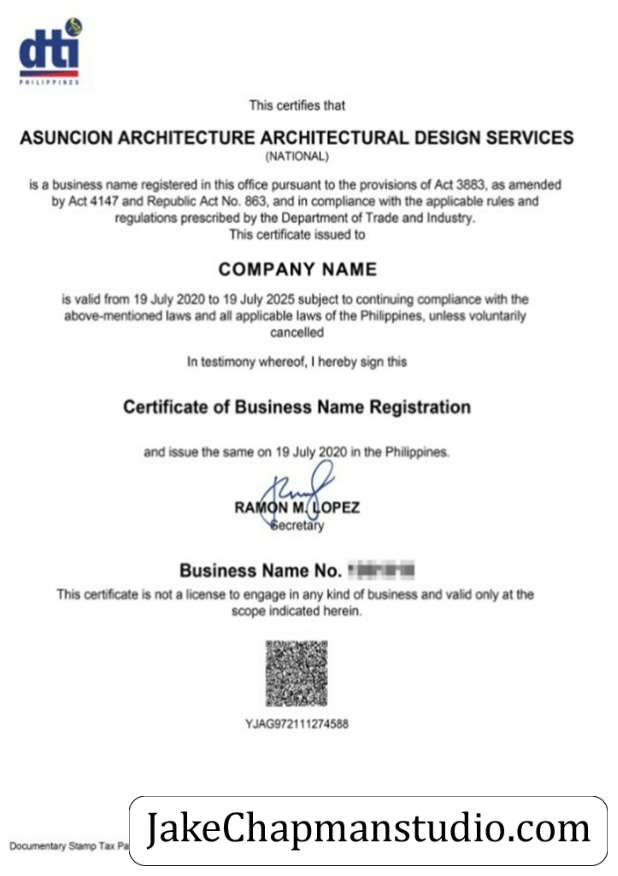 dti
PHILIPPINES
This certifies that
ASUNCION ARCHITECTURE ARCHITECTURAL DESIGN SERVICES
(NATIONAL)
is a business name registered in this office pursuant to the provisions of Act 3883, as amended
by Act 4147 and Republic Act No. 863, and in compliance with the applicable rules and
regulations prescribed by the Department of Trade and Industry.
This certificate issued to
COMPANY NAME
is valid from 19 July 2020 to 19 July 2025 subject to continuing compliance with the
above-mentioned laws and all applicable laws of the Philippines, unless voluntarily
cancelled
In testimony whereof, I hereby sign this
Certificate of Business Name Registration
and issue the same on 19 July 2020 in the Philippines.
RAMON M. LOPEZ
Secretary
Business Name No.
This certificate is not a license to engage in any kind of business and valid only at the
scope indicated herein.
YJAG972111274588
Documentary Stamp Tax
JakeChapmanstudio.com